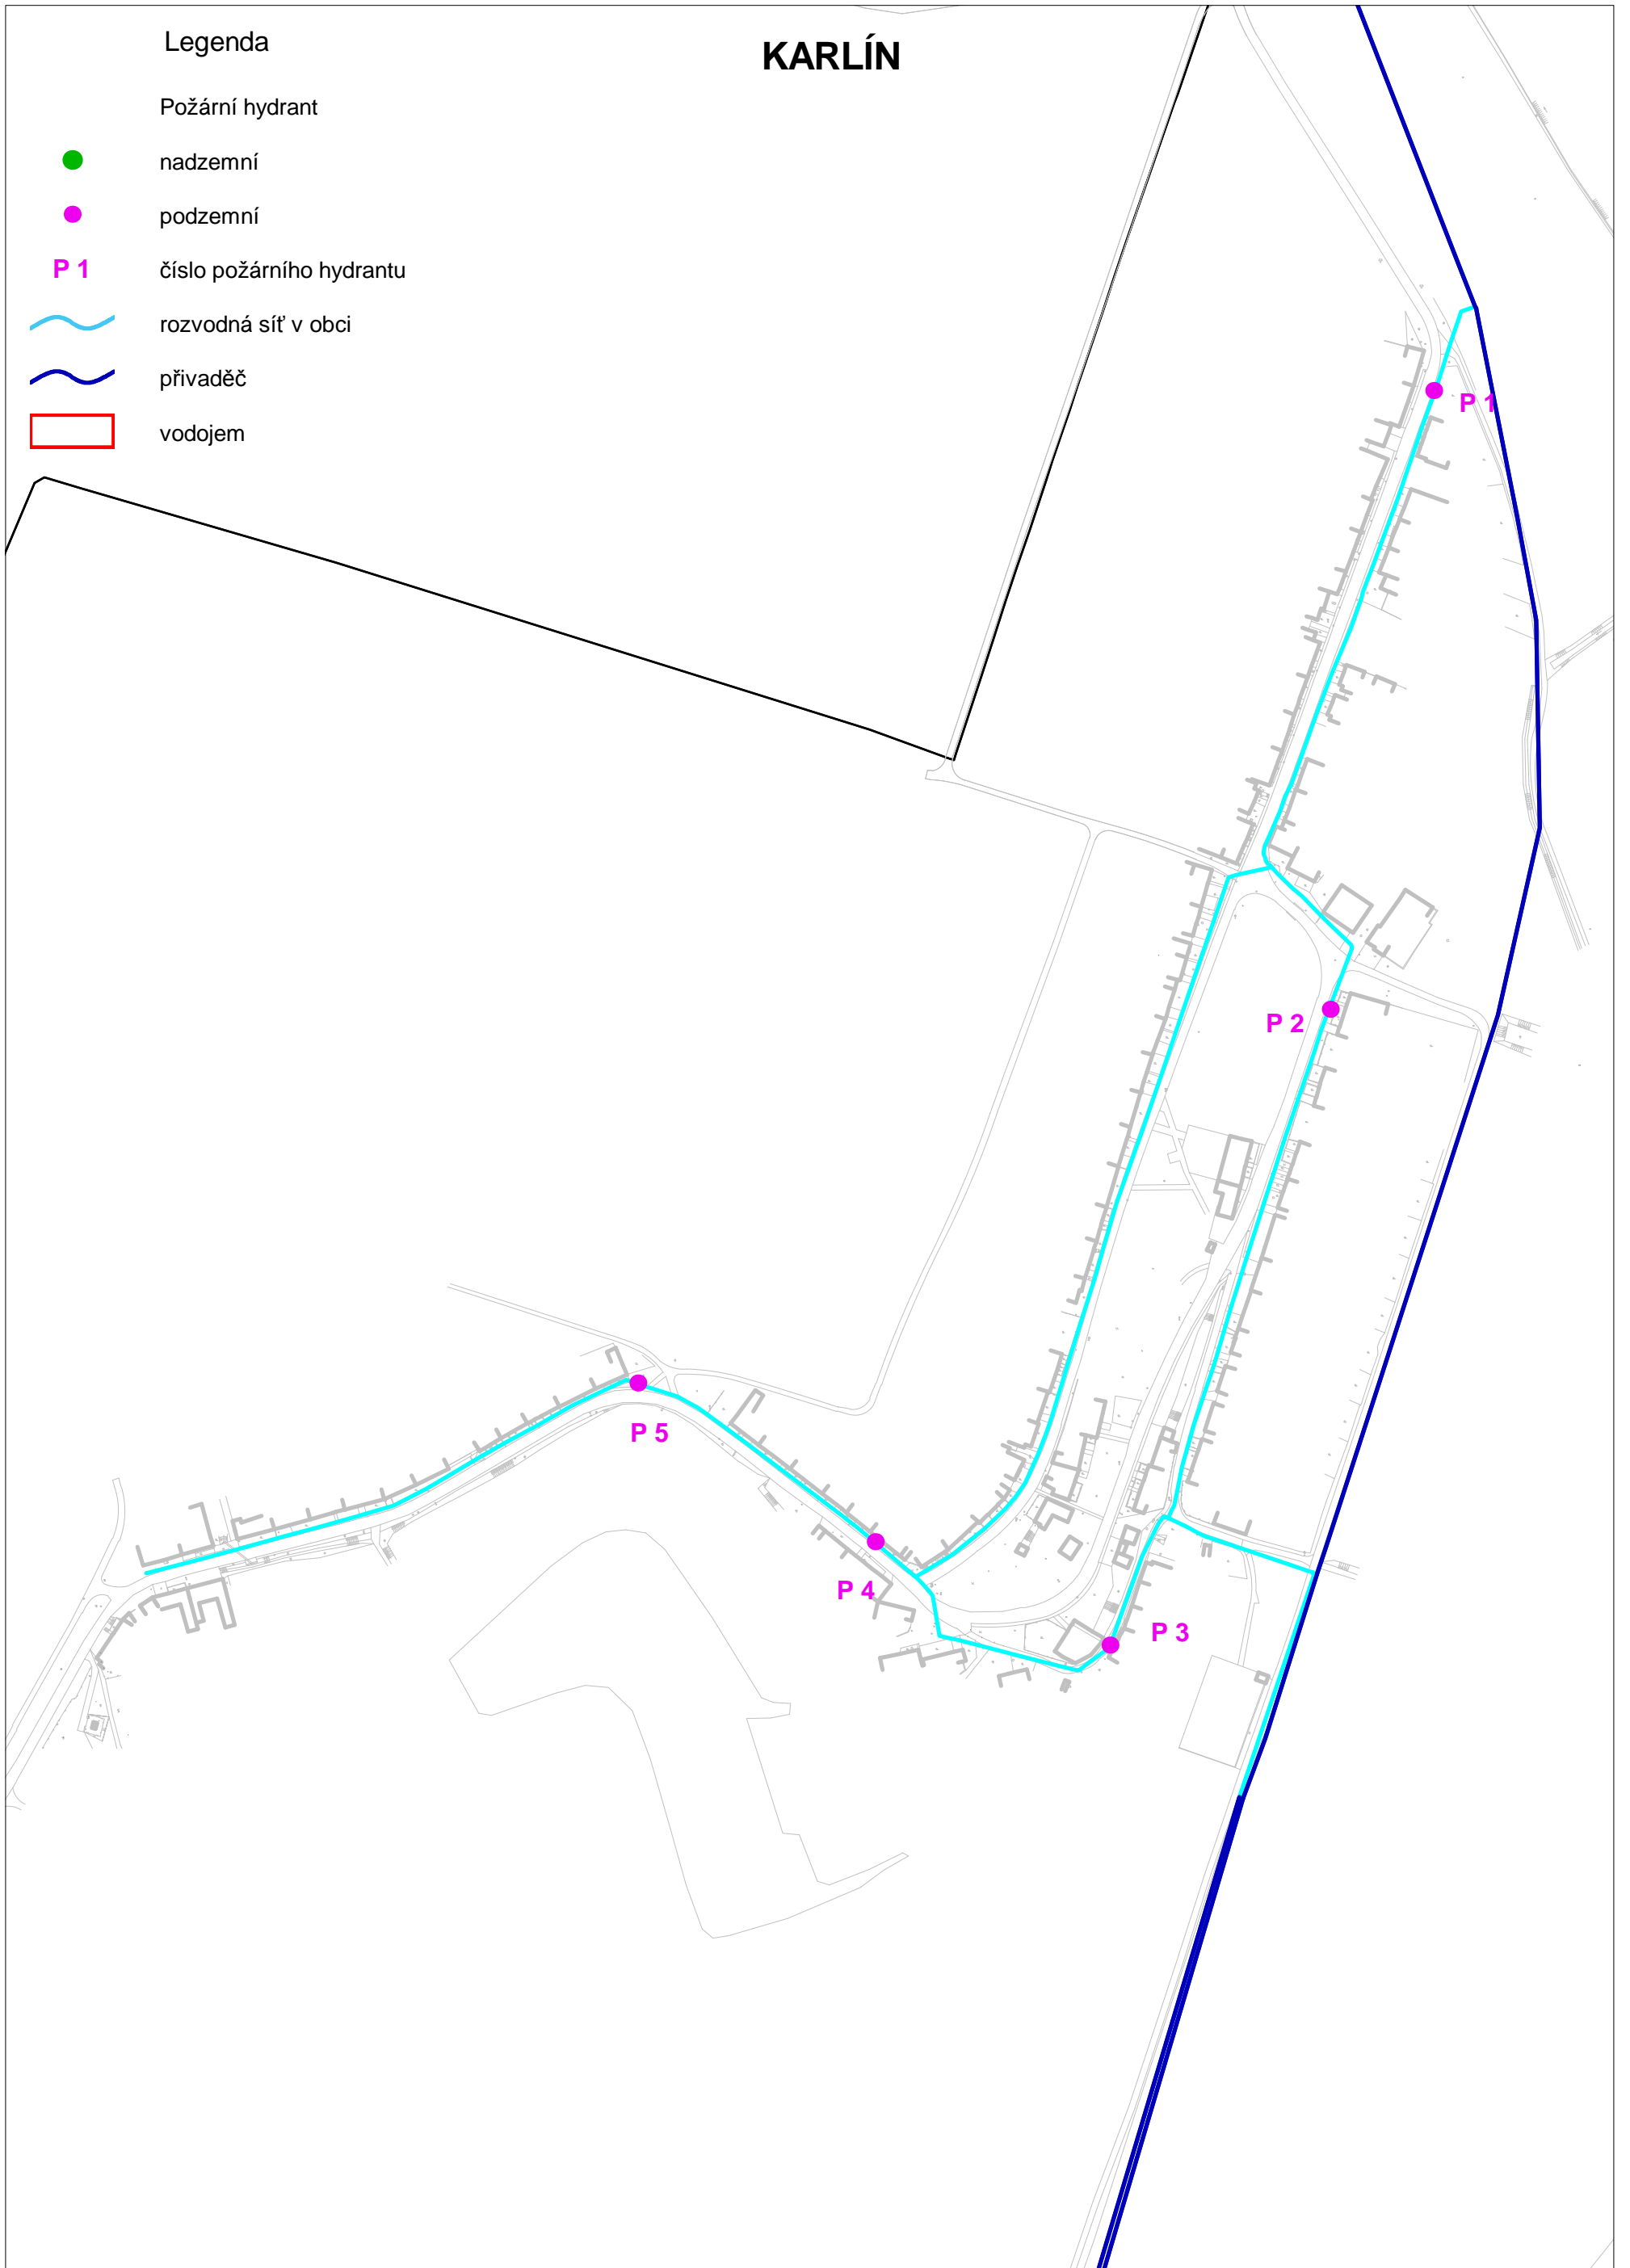 Legenda
KARLÍN
Požární hydrant
nadzemní
podzemní
P 1
číslo požárního hydrantu
rozvodná síť v obci
přivaděč
vodojem
P 1
P 2
P 5
P 4
P 3